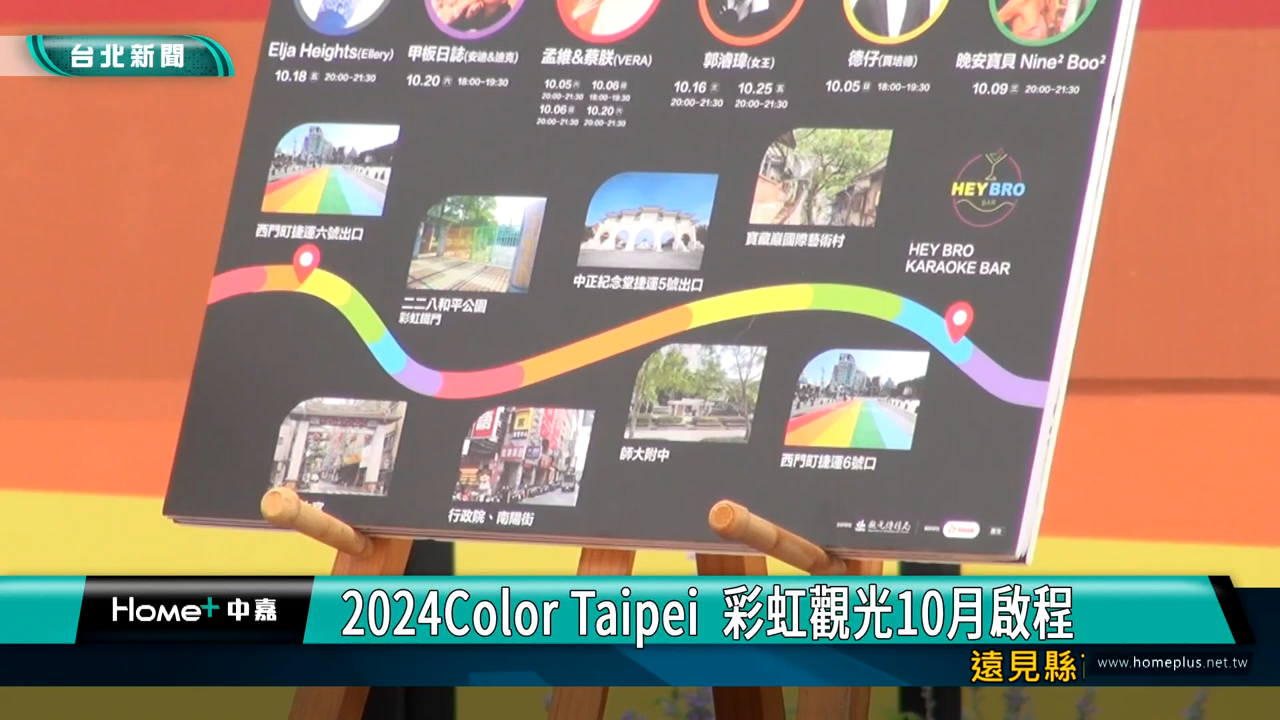 台北新聞
Elja Heights(Ellery)
10.18 五 20:00-21:30
甲板日誌(安迪&迪克)
10.20 六 18:00-19:30
孟維&蔡朕(VERA)
10.05 六 10.06 日
20:00-21:30 18:00-19:30
10.06 日 10.20 六
20:00-21:30 20:00-21:30
郭濬瑋(女王)
10.16 三 10.25 五
20:00-21:30 20:00-21:30
德仔(賈培德)
10.05 日 18:00-19:30
晚安寶貝 Nine² Boo²
10.09 三 20:00-21:30
西門町捷運六號出口
二二八和平公園
彩虹鐵門
中正紀念堂捷運5號出口
寶藏巖國際藝術村
HEY BRO
BAR
HEY BRO
KARAOKE BAR
行政院、南陽街
師大附中
西門町捷運6號口
觀光傳播局
Home+ 中嘉
2024Color Taipei 彩虹觀光10月啟程
遠見縣
www.homeplus.net.tw